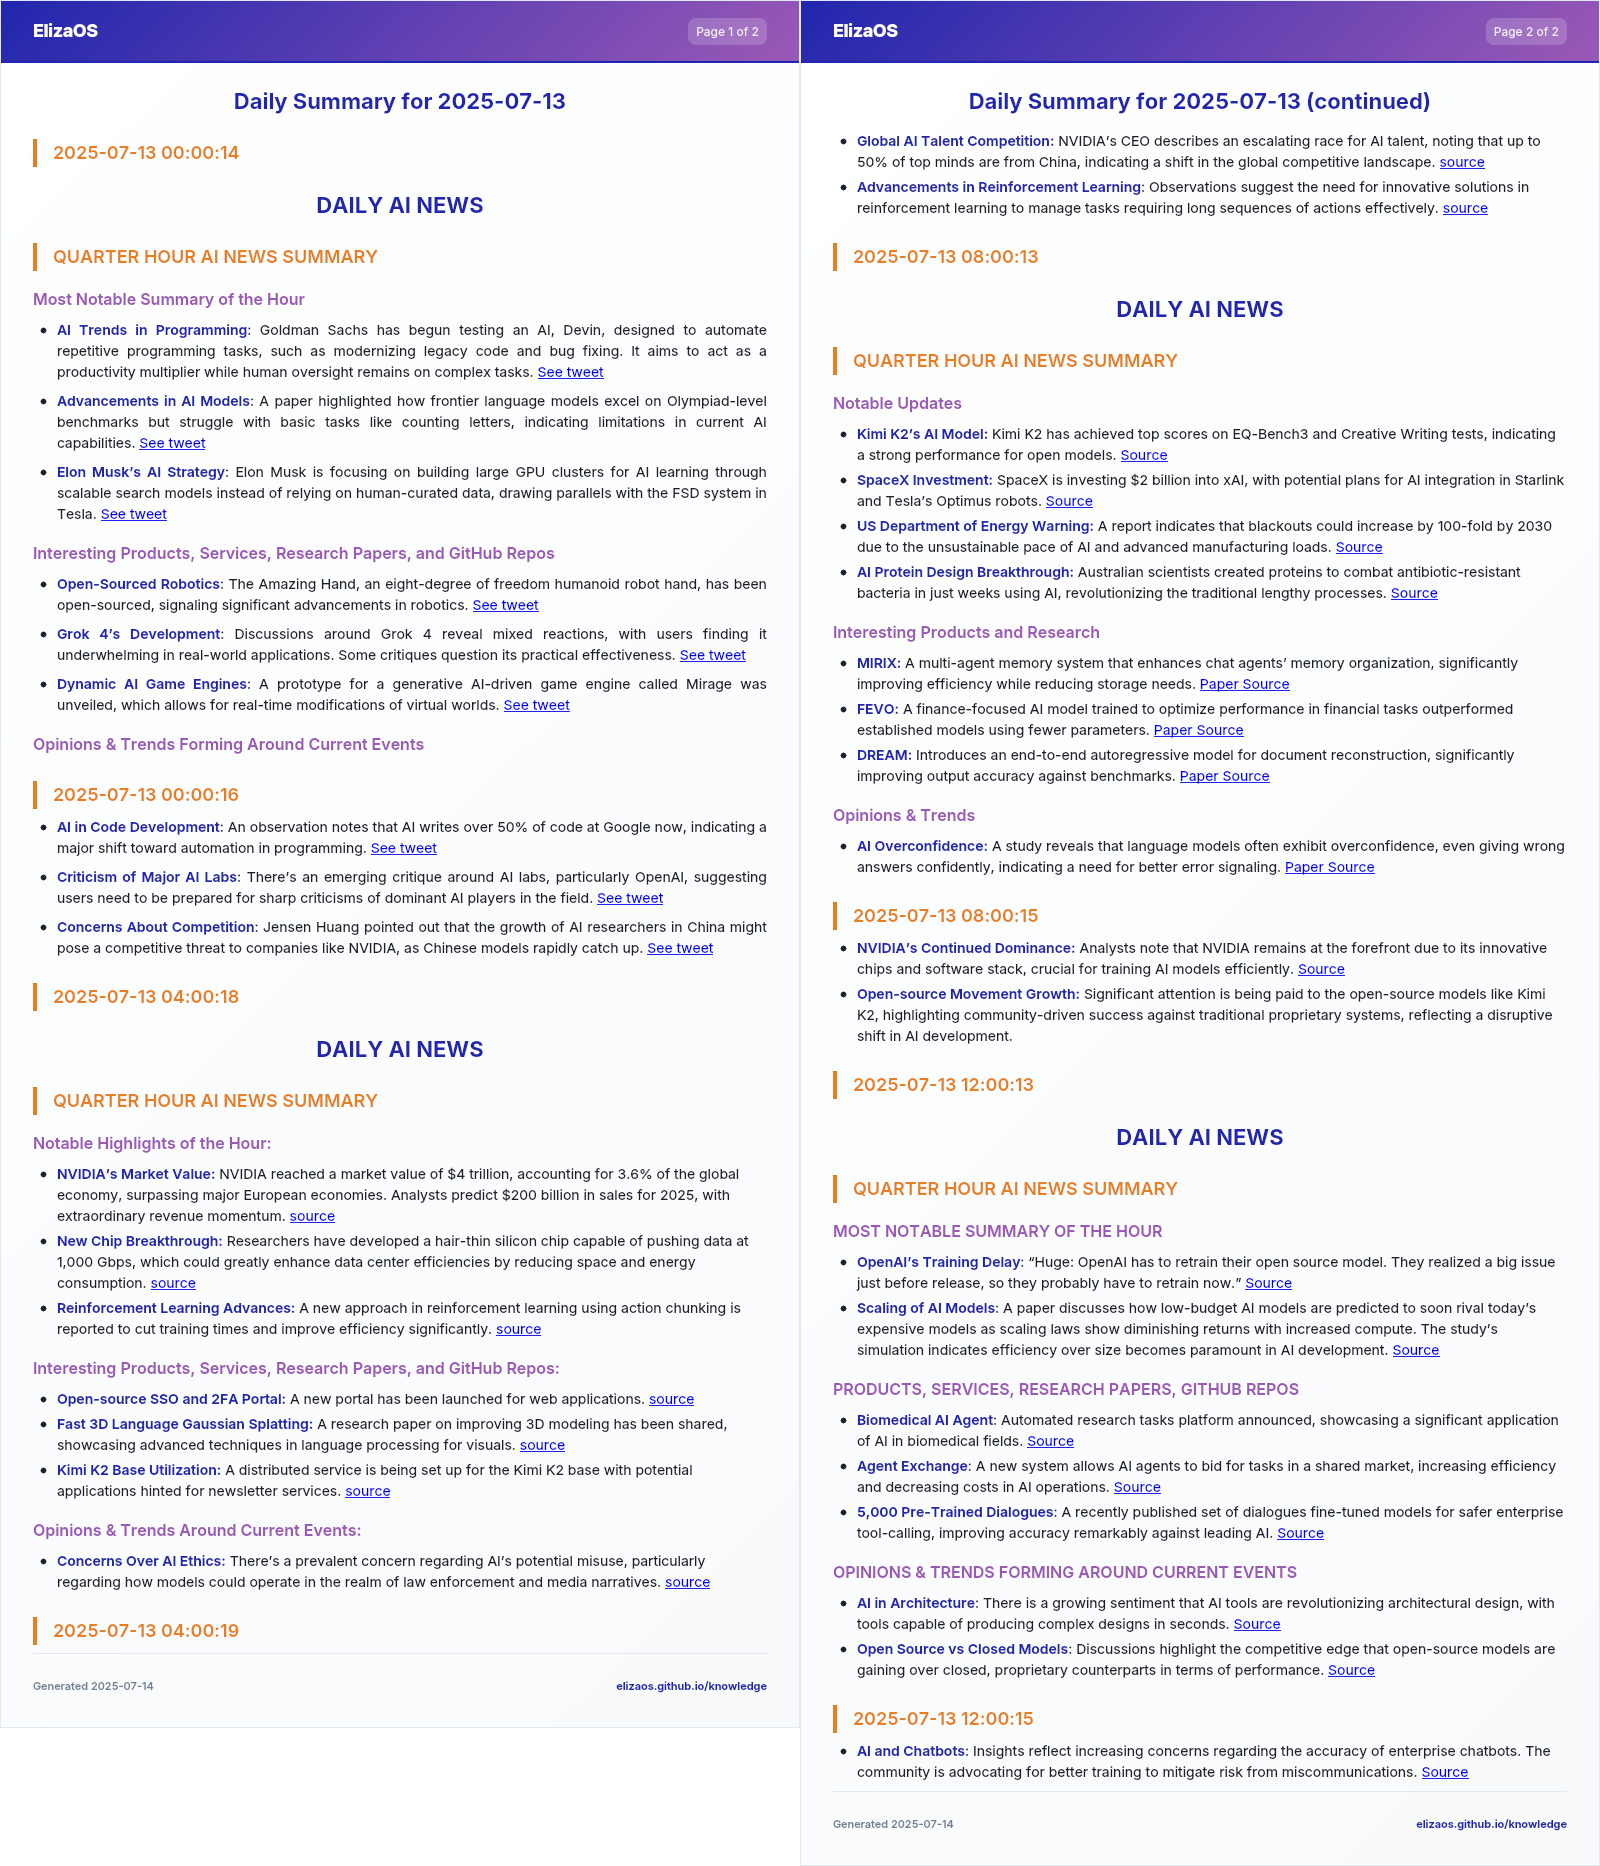 ElizaOS
Page 1 of 2
Daily Summary for 2025-07-13
2025-07-13 00:00:14
DAILY AI NEWS
QUARTER HOUR AI NEWS SUMMARY
Most Notable Summary of the Hour
• AI Trends in Programming: Goldman Sachs has begun testing an AI, Devin, designed to automate
repetitive programming tasks, such as modernizing legacy code and bug fixing. It aims to act as a
productivity multiplier while human oversight remains on complex tasks. See tweet
• Advancements in AI Models: A paper highlighted how frontier language models excel on Olympiad-level
benchmarks but struggle with basic tasks like counting letters, indicating limitations in current AI
capabilities. See tweet
• Elon Musk’s AI Strategy: Elon Musk is focusing on building large GPU clusters for AI learning through
scalable search models instead of relying on human-curated data, drawing parallels with the FSD system in
Tesla. See tweet
Interesting Products, Services, Research Papers, and GitHub Repos
• Open-Sourced Robotics: The Amazing Hand, an eight-degree of freedom humanoid robot hand, has been
open-sourced, signaling significant advancements in robotics. See tweet
• Grok 4’s Development: Discussions around Grok 4 reveal mixed reactions, with users finding it
underwhelming in real-world applications. Some critiques question its practical effectiveness. See tweet
• Dynamic AI Game Engines: A prototype for a generative AI-driven game engine called Mirage was
unveiled, which allows for real-time modifications of virtual worlds. See tweet
Opinions & Trends Forming Around Current Events
2025-07-13 00:00:16
• AI in Code Development: An observation notes that AI writes over 50% of code at Google now, indicating a
major shift toward automation in programming. See tweet
• Criticism of Major AI Labs: There’s an emerging critique around AI labs, particularly OpenAI, suggesting
users need to be prepared for sharp criticisms of dominant AI players in the field. See tweet
• Concerns About Competition: Jensen Huang pointed out that the growth of AI researchers in China might
pose a competitive threat to companies like NVIDIA, as Chinese models rapidly catch up. See tweet
2025-07-13 04:00:18
DAILY AI NEWS
QUARTER HOUR AI NEWS SUMMARY
Notable Highlights of the Hour:
• NVIDIA’s Market Value: NVIDIA reached a market value of $4 trillion, accounting for 3.6% of the global
economy, surpassing major European economies. Analysts predict $200 billion in sales for 2025, with
extraordinary revenue momentum. source
• New Chip Breakthrough: Researchers have developed a hair-thin silicon chip capable of pushing data at
1,000 Gbps, which could greatly enhance data center efficiencies by reducing space and energy
consumption. source
• Reinforcement Learning Advances: A new approach in reinforcement learning using action chunking is
reported to cut training times and improve efficiency significantly. source
Interesting Products, Services, Research Papers, and GitHub Repos:
• Open-source SSO and 2FA Portal: A new portal has been launched for web applications. source
• Fast 3D Language Gaussian Splatting: A research paper on improving 3D modeling has been shared,
showcasing advanced techniques in language processing for visuals. source
• Kimi K2 Base Utilization: A distributed service is being set up for the Kimi K2 base with potential
applications hinted for newsletter services. source
Opinions & Trends Around Current Events:
• Concerns Over AI Ethics: There’s a prevalent concern regarding AI’s potential misuse, particularly
regarding how models could operate in the realm of law enforcement and media narratives. source
2025-07-13 04:00:19
Generated 2025-07-14
elizaos.github.io/knowledge
ElizaOS
Page 2 of 2
Daily Summary for 2025-07-13 (continued)
• Global AI Talent Competition: NVIDIA’s CEO describes an escalating race for AI talent, noting that up to
50% of top minds are from China, indicating a shift in the global competitive landscape. source
• Advancements in Reinforcement Learning: Observations suggest the need for innovative solutions in
reinforcement learning to manage tasks requiring long sequences of actions effectively. source
2025-07-13 08:00:13
DAILY AI NEWS
QUARTER HOUR AI NEWS SUMMARY
Notable Updates
• Kimi K2’s AI Model: Kimi K2 has achieved top scores on EQ-Bench3 and Creative Writing tests, indicating
a strong performance for open models. Source
• SpaceX Investment: SpaceX is investing $2 billion into xAI, with potential plans for AI integration in Starlink
and Tesla’s Optimus robots. Source
• US Department of Energy Warning: A report indicates that blackouts could increase by 100-fold by 2030
due to the unsustainable pace of AI and advanced manufacturing loads. Source
• AI Protein Design Breakthrough: Australian scientists created proteins to combat antibiotic-resistant
bacteria in just weeks using AI, revolutionizing the traditional lengthy processes. Source
Interesting Products and Research
• MIRIX: A multi-agent memory system that enhances chat agents’ memory organization, significantly
improving efficiency while reducing storage needs. Paper Source
• FEVO: A finance-focused AI model trained to optimize performance in financial tasks outperformed
established models using fewer parameters. Paper Source
• DREAM: Introduces an end-to-end autoregressive model for document reconstruction, significantly
improving output accuracy against benchmarks. Paper Source
Opinions & Trends
• AI Overconfidence: A study reveals that language models often exhibit overconfidence, even giving wrong
answers confidently, indicating a need for better error signaling. Paper Source
2025-07-13 08:00:15
• NVIDIA’s Continued Dominance: Analysts note that NVIDIA remains at the forefront due to its innovative
chips and software stack, crucial for training AI models efficiently. Source
• Open-source Movement Growth: Significant attention is being paid to the open-source models like Kimi
K2, highlighting community-driven success against traditional proprietary systems, reflecting a disruptive
shift in AI development.
2025-07-13 12:00:13
DAILY AI NEWS
QUARTER HOUR AI NEWS SUMMARY
MOST NOTABLE SUMMARY OF THE HOUR
• OpenAI’s Training Delay: “Huge: OpenAI has to retrain their open source model. They realized a big issue
just before release, so they probably have to retrain now.” Source
• Scaling of AI Models: A paper discusses how low-budget AI models are predicted to soon rival today’s
expensive models as scaling laws show diminishing returns with increased compute. The study’s
simulation indicates efficiency over size becomes paramount in AI development. Source
PRODUCTS, SERVICES, RESEARCH PAPERS, GITHUB REPOS
• Biomedical AI Agent: Automated research tasks platform announced, showcasing a significant application
of AI in biomedical fields. Source
• Agent Exchange: A new system allows AI agents to bid for tasks in a shared market, increasing efficiency
and decreasing costs in AI operations. Source
• 5,000 Pre-Trained Dialogues: A recently published set of dialogues fine-tuned models for safer enterprise
tool-calling, improving accuracy remarkably against leading AI. Source
OPINIONS & TRENDS FORMING AROUND CURRENT EVENTS
• AI in Architecture: There is a growing sentiment that AI tools are revolutionizing architectural design, with
tools capable of producing complex designs in seconds. Source
• Open Source vs Closed Models: Discussions highlight the competitive edge that open-source models are
gaining over closed, proprietary counterparts in terms of performance. Source
2025-07-13 12:00:15
• AI and Chatbots: Insights reflect increasing concerns regarding the accuracy of enterprise chatbots. The
community is advocating for better training to mitigate risk from miscommunications. Source
Generated 2025-07-14
elizaos.github.io/knowledge